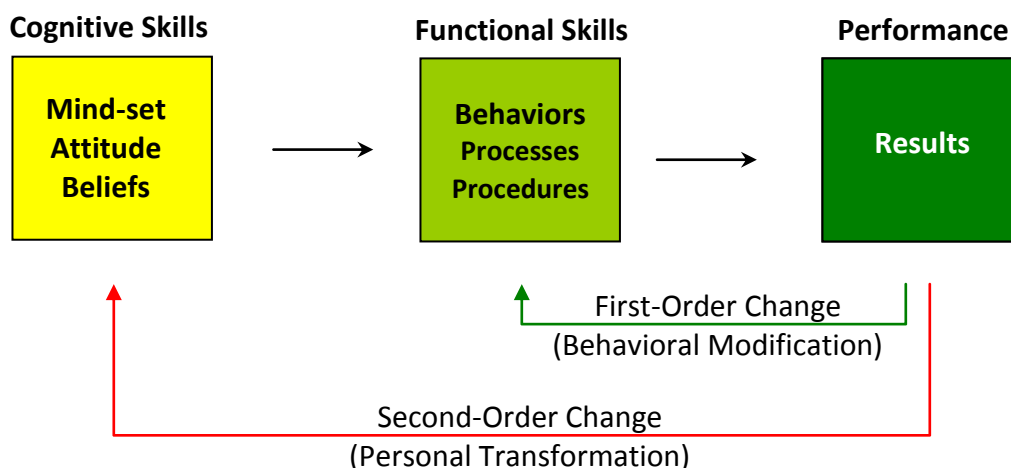 Cognitive Skills
Functional Skills
Performance
Mind-set
Attitude
Beliefs
Behaviors
Processes
Procedures
Results
First-Order Change
(Behavioral Modification)
Second-Order Change
(Personal Transformation)